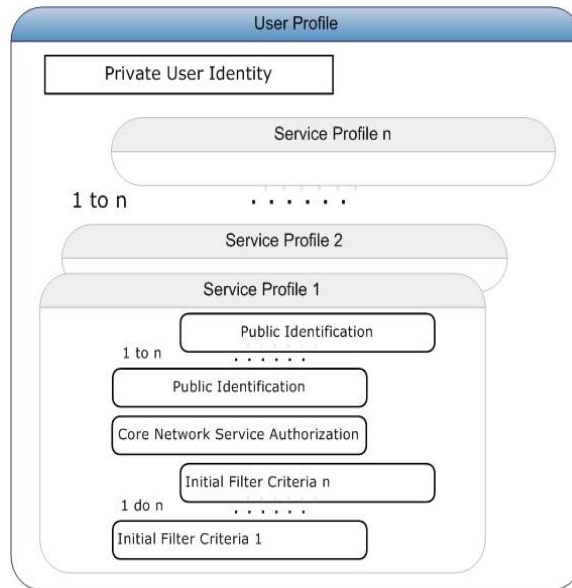 User Profile
Private User Identity
Service Profile n
1 to n
Service Profile 2
Service Profile 1
Public Identification
1 to n
Public Identification
Core Network Service Authorization
Initial Filter Criteria n
1 do n
Initial Filter Criteria 1